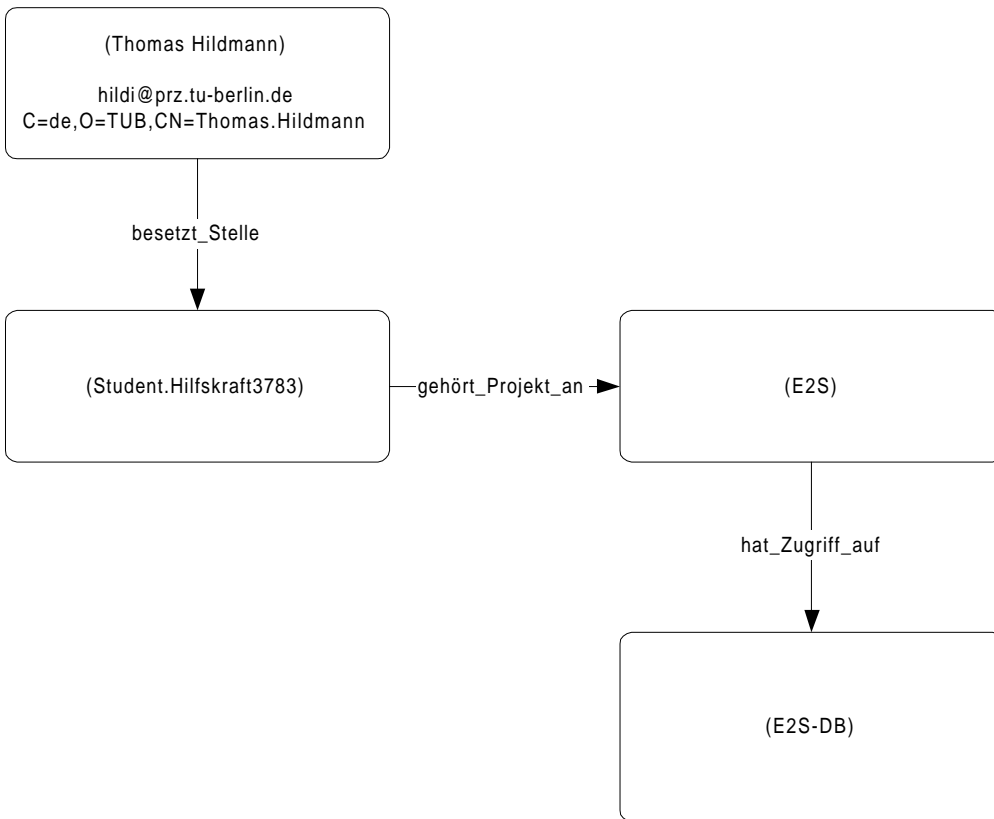 (Thomas Hildmann)
hildi@prz.tu-berlin.de
C=de,O=TUB,CN=Thomas.Hildmann
besetzt_Stelle
(Student.Hilfskraft3783)
gehört_Projekt_an
(E2S)
hat_Zugriff_auf
(E2S-DB)